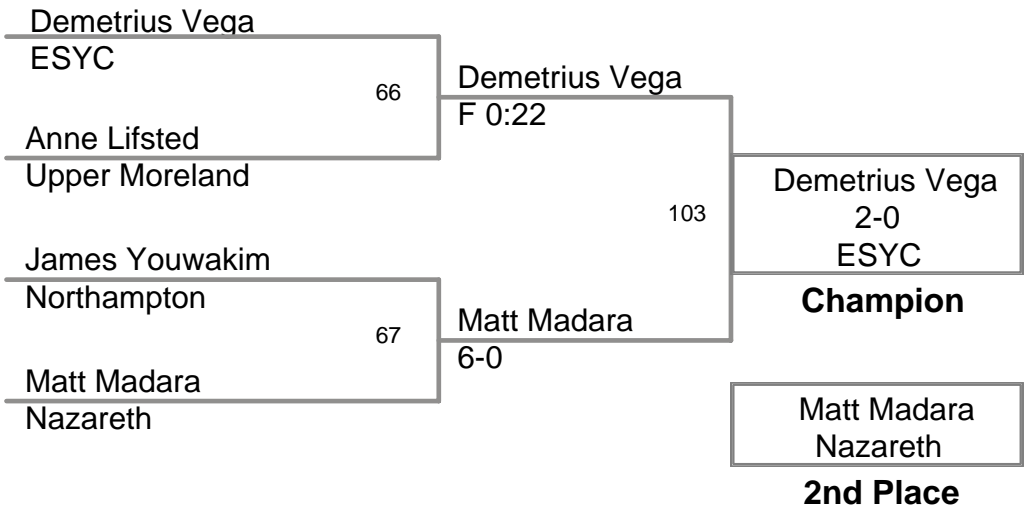 Demetrius Vega
ESYC
66
Anne Lifsted
Upper Moreland
Demetrius Vega
F 0:22
James Youwakim
Northampton
67
Matt Madara
Nazareth
Matt Madara
6-0
103
Demetrius Vega
2-0
ESYC
Champion
Matt Madara
Nazareth
2nd Place